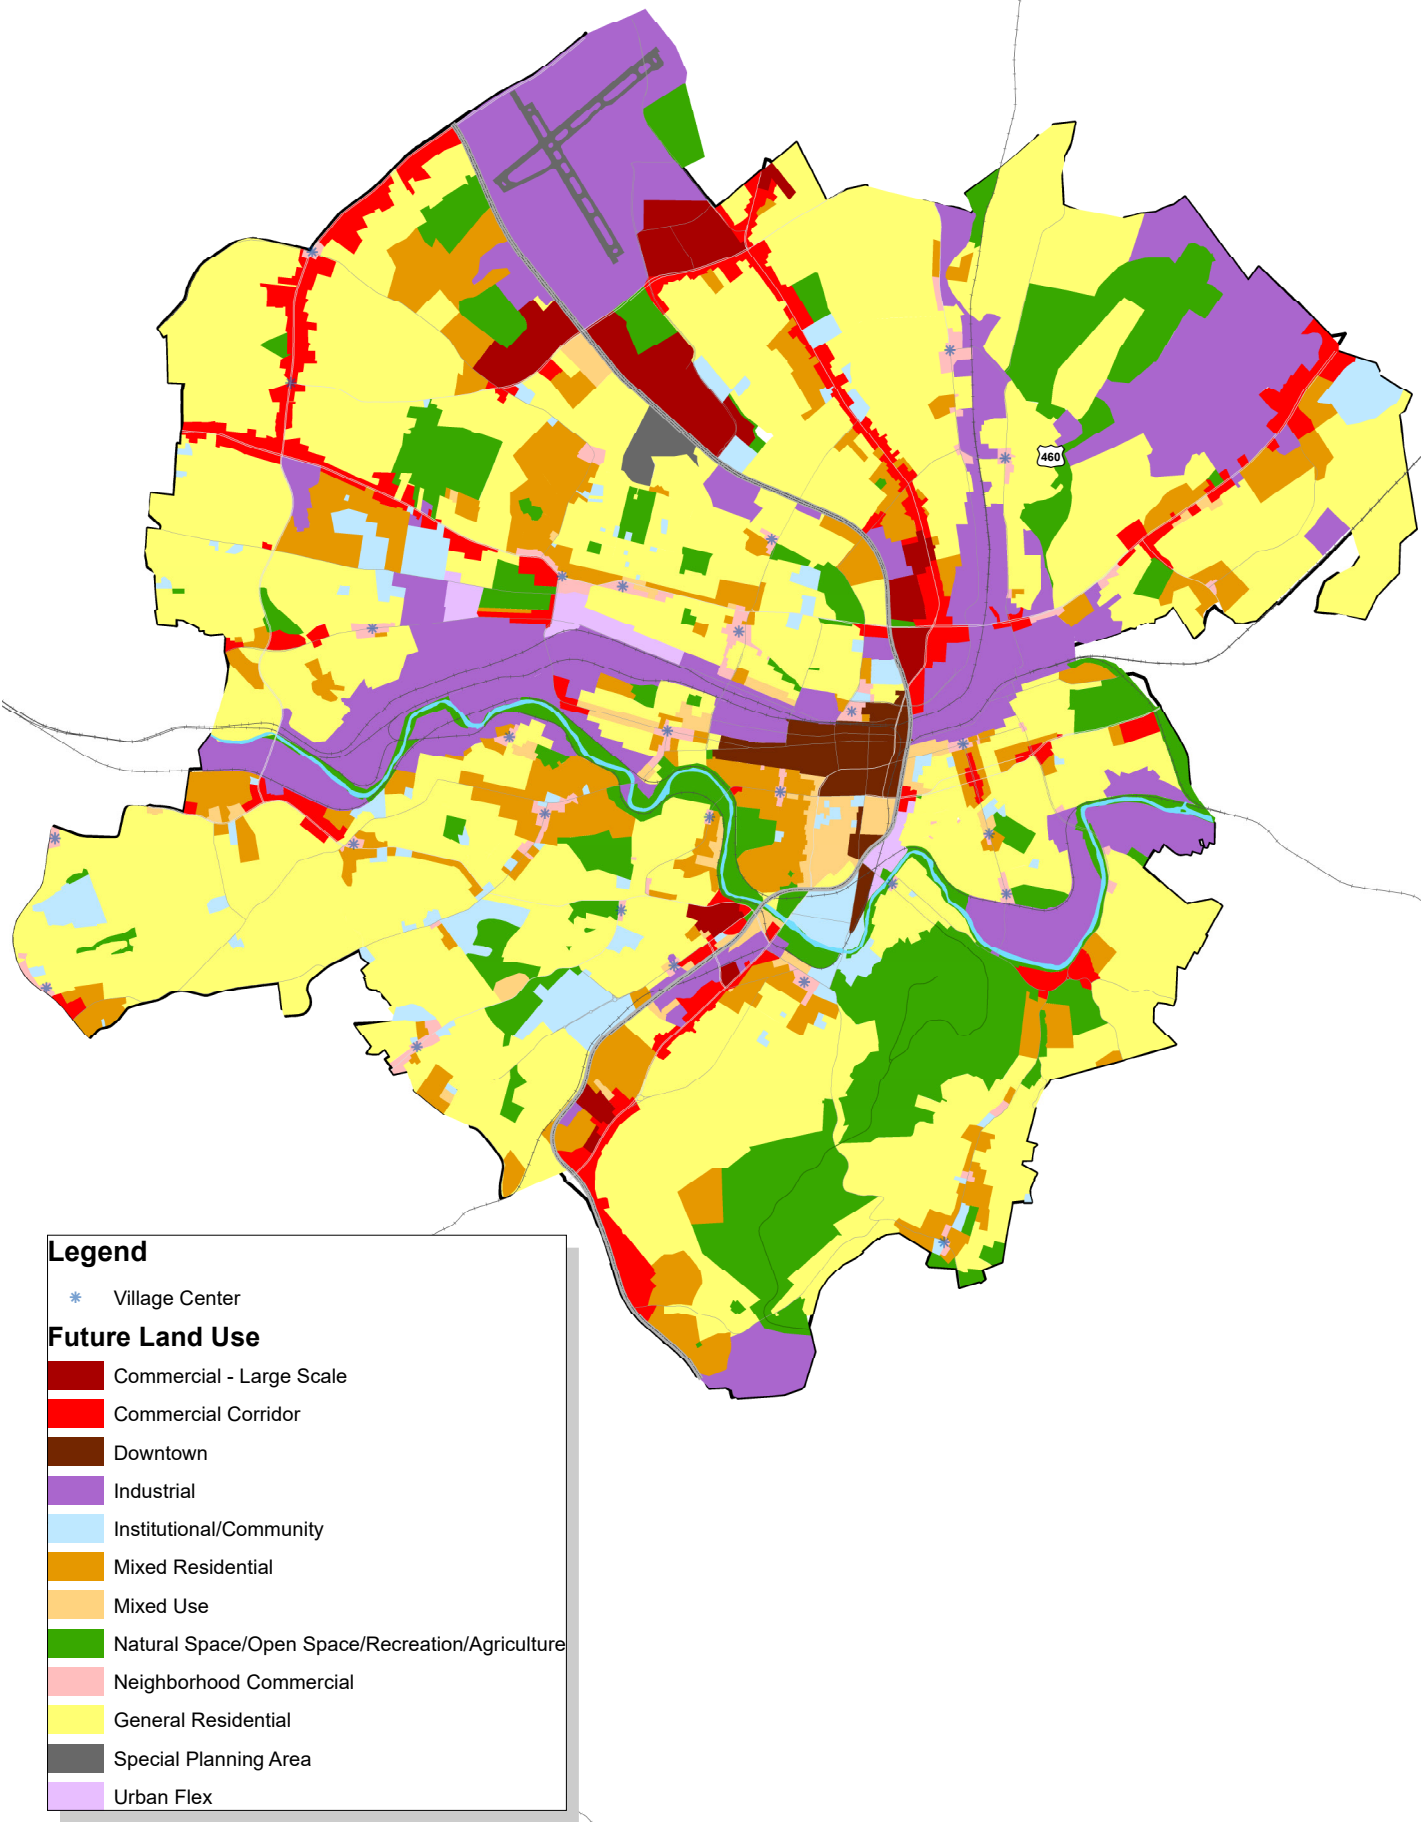 460
Legend
Village Center
Future Land Use
Commercial - Large Scale
Commercial Corridor
Downtown
Industrial
Institutional/Community
Mixed Residential
Mixed Use
Natural Space/Open Space/Recreation/Agriculture
Neighborhood Commercial
General Residential
Special Planning Area
Urban Flex